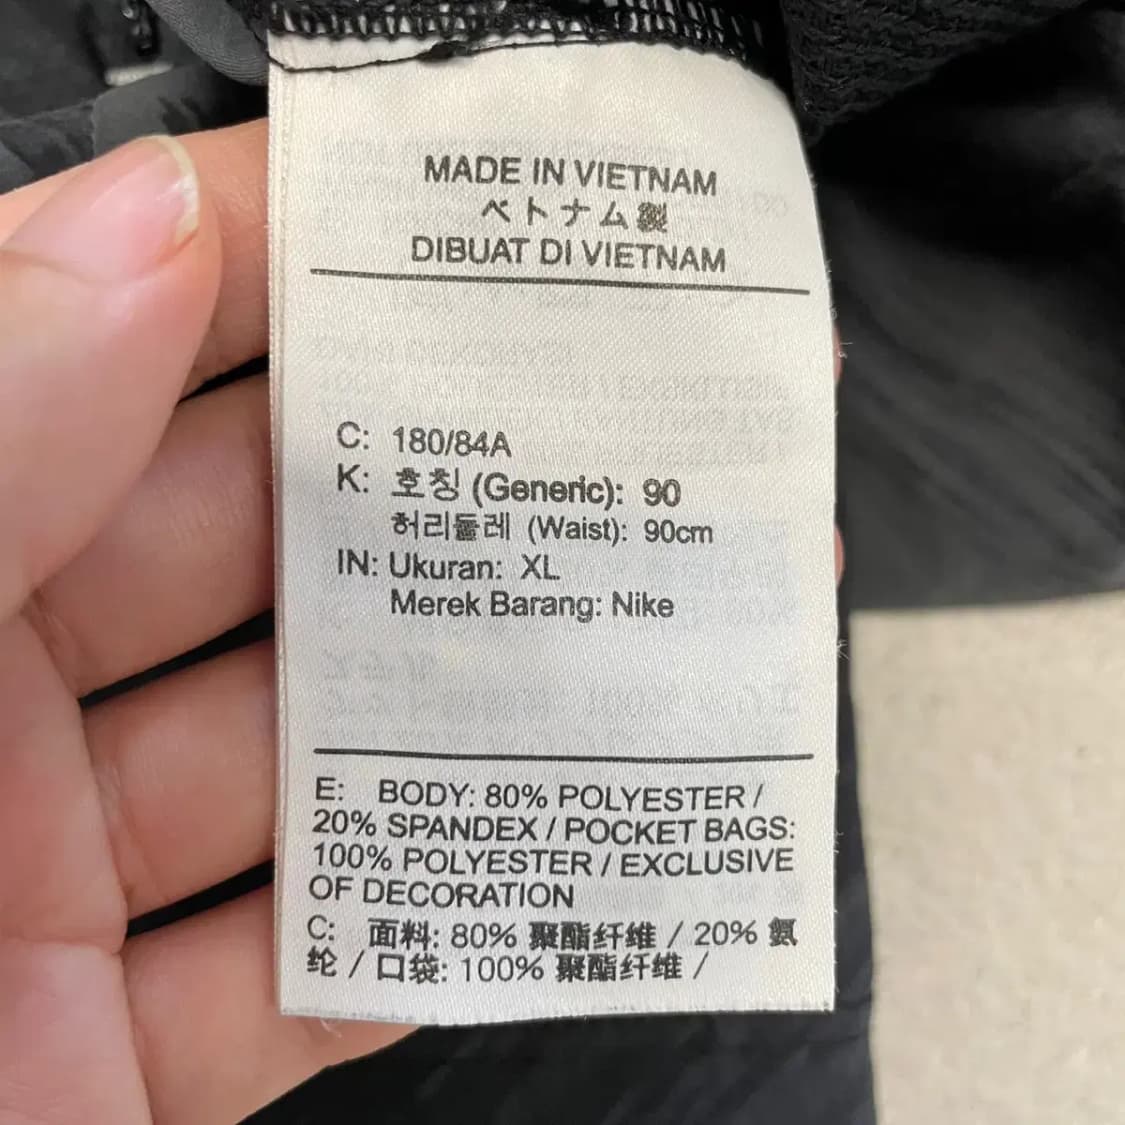 MADE IN VIETNAM
ベトナム製
DIBUAT DI VIETNAM
C: 180/84A
K: 호칭 (Generic): 90
허리둘레 (Waist): 90cm
IN: Ukuran: XL
Merek Barang: Nike
E: BODY: 80% POLYESTER /
20% SPANDEX / POCKET BAGS:
100% POLYESTER / EXCLUSIVE
OF DECORATION
C: 面料: 80% 聚酯纤维 / 20% 氨
纶 / 口袋: 100% 聚酯纤维 /